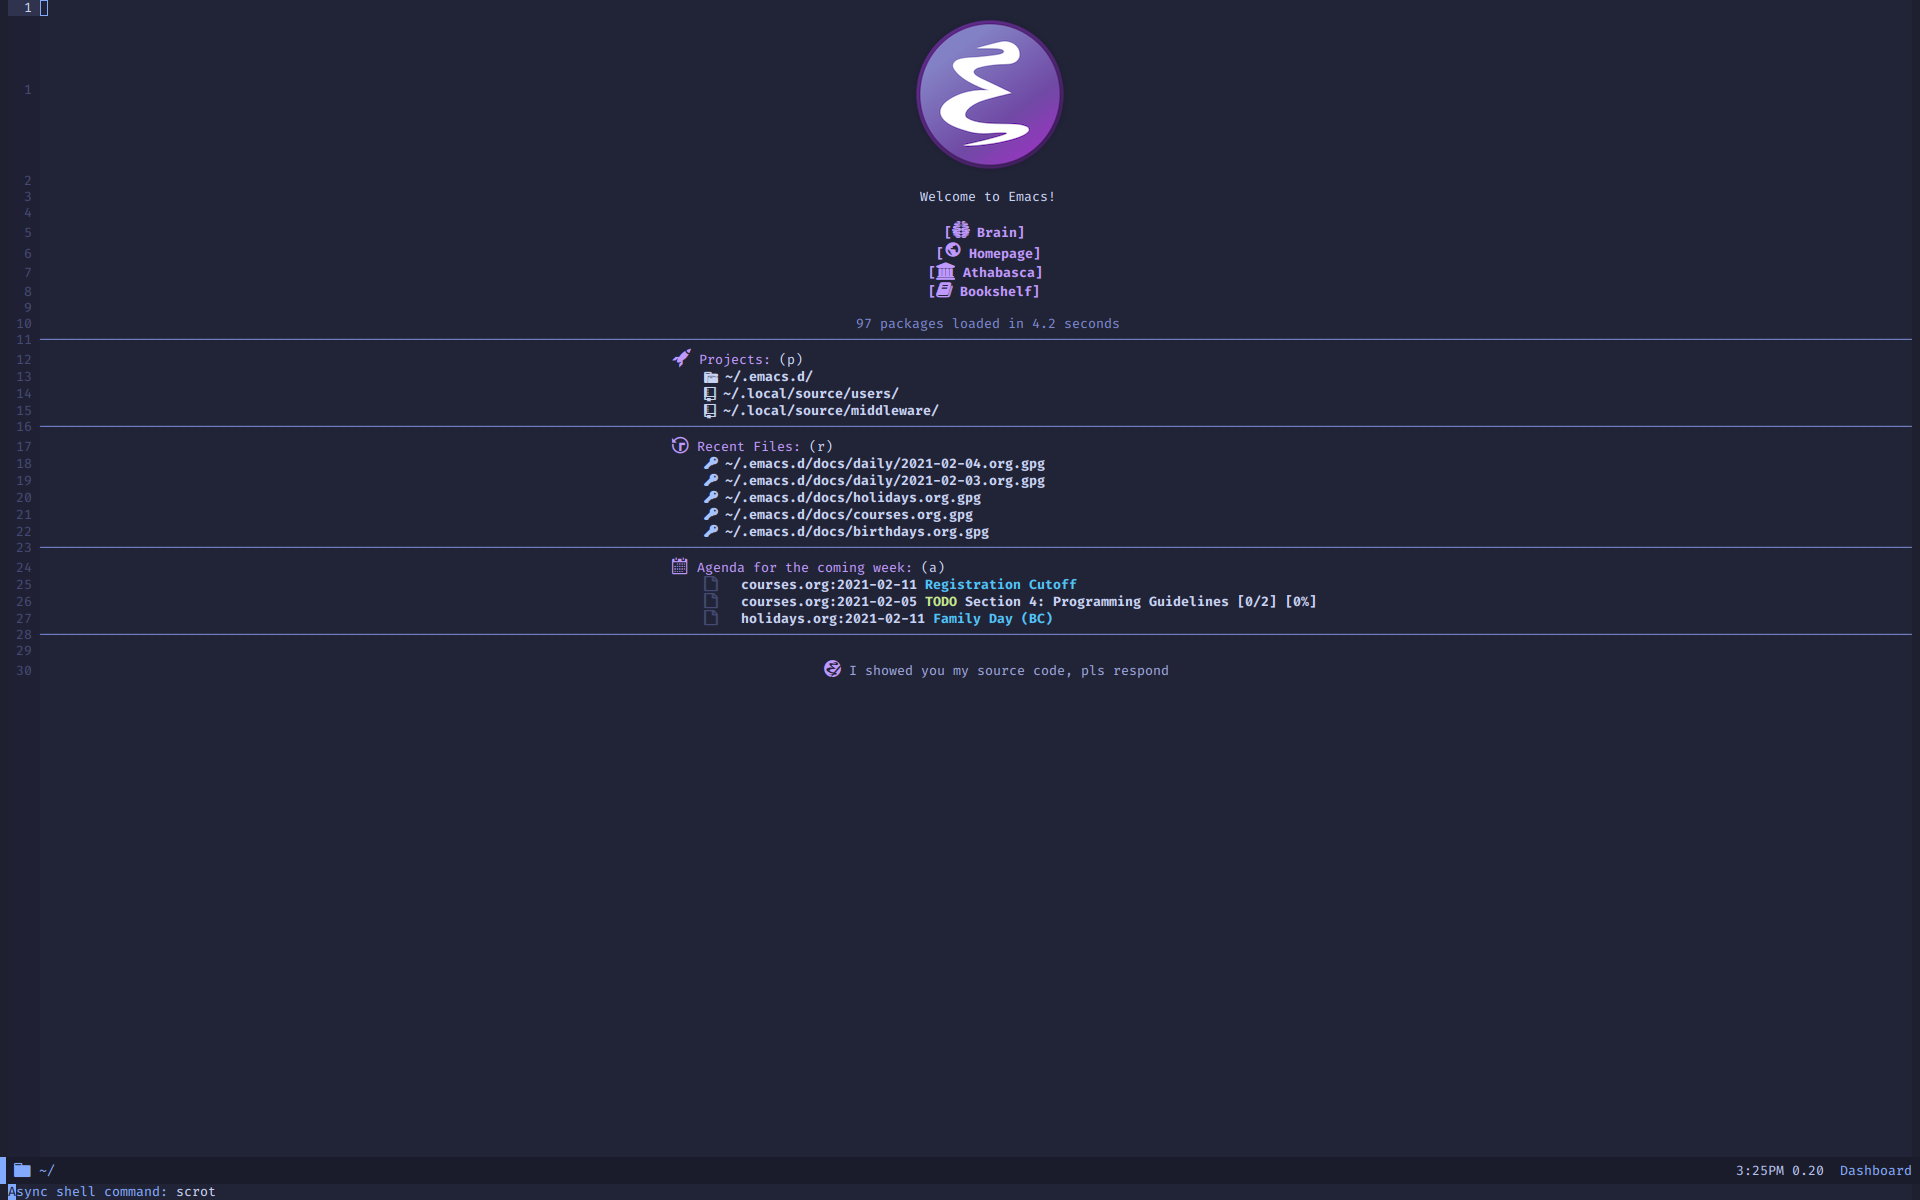 1
1
2
3 Welcome to Emacs!
4
5 [Brain]
6 [Homepage]
7 [Athabasca]
8 [Bookshelf]
9
10 97 packages loaded in 4.2 seconds
11
12 Projects: (p)
13 ~/.emacs.d/
14 ~/.local/source/users/
15 ~/.local/source/middleware/
16
17 Recent Files: (r)
18 ~/.emacs.d/docs/daily/2021-02-04.org.gpg
19 ~/.emacs.d/docs/daily/2021-02-03.org.gpg
20 ~/.emacs.d/docs/holidays.org.gpg
21 ~/.emacs.d/docs/courses.org.gpg
22 ~/.emacs.d/docs/birthdays.org.gpg
23
24 Agenda for the coming week: (a)
25 courses.org:2021-02-11 Registration Cutoff
26 courses.org:2021-02-05 TODO Section 4: Programming Guidelines [0/2] [0%]
27 holidays.org:2021-02-11 Family Day (BC)
28
29
30 I showed you my source code, pls respond
~/ 3:25PM 0.20 Dashboard
Async shell command: scrot